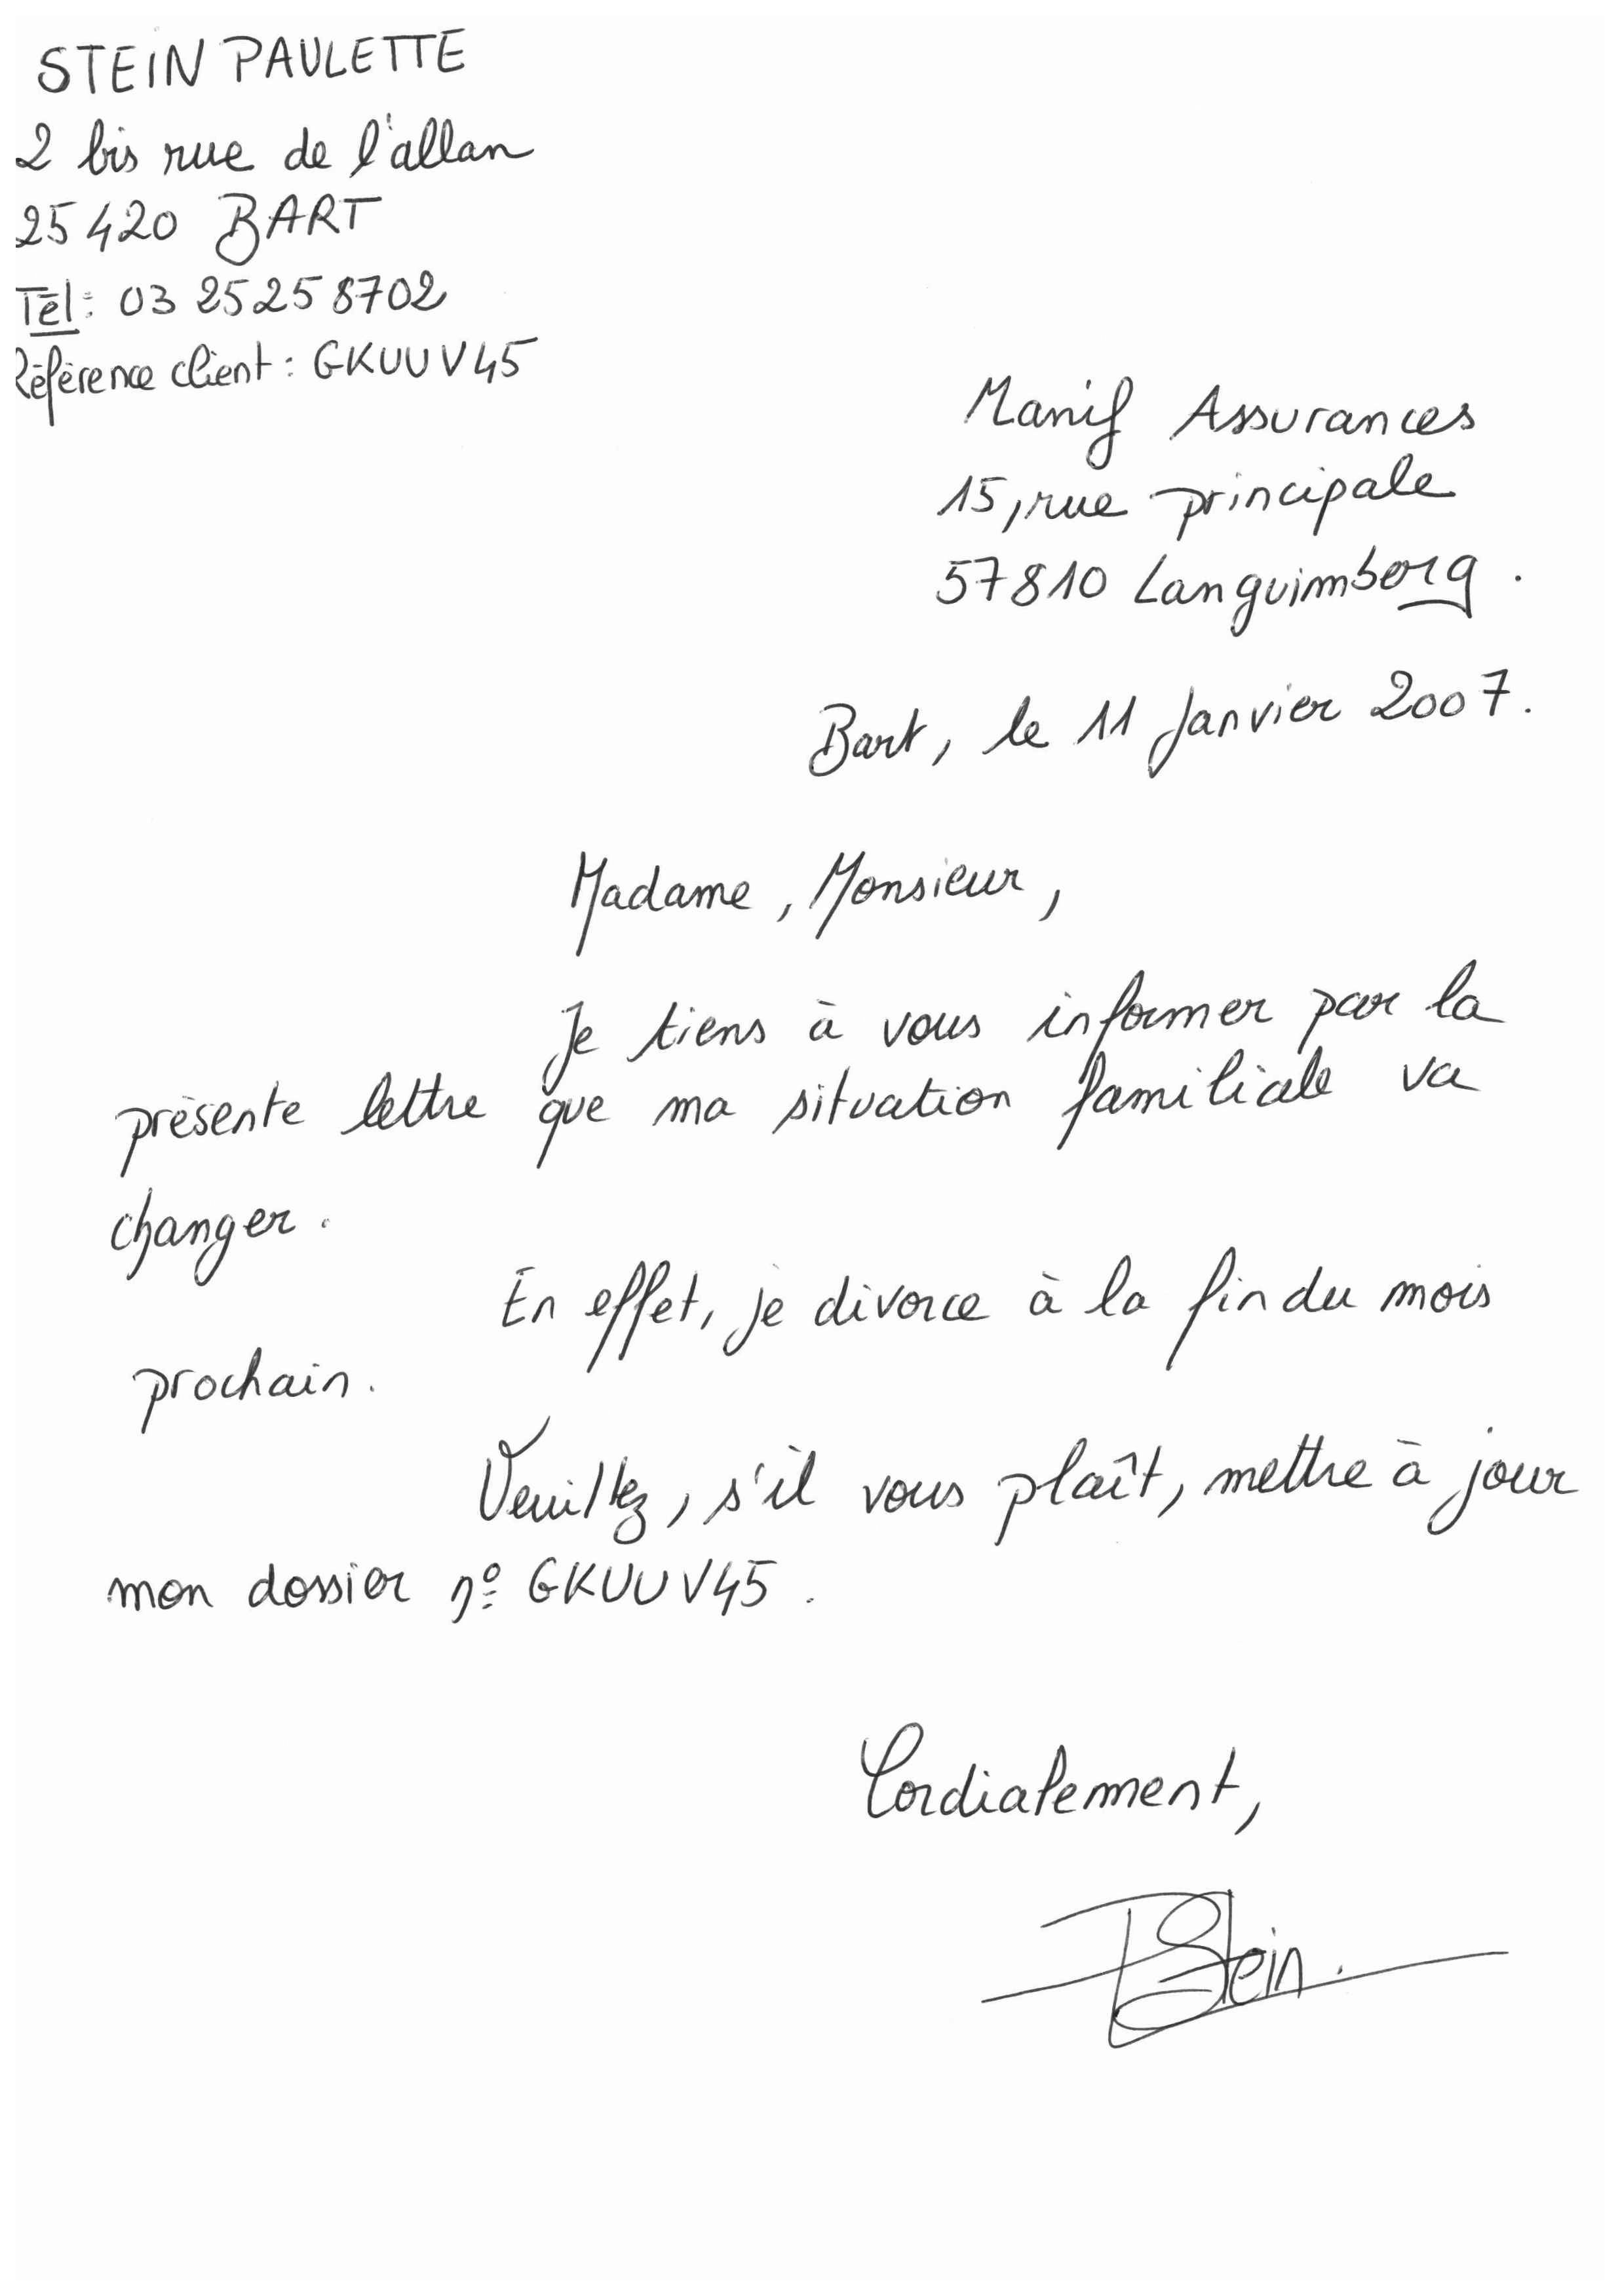 STEIN PAULETTE
2 bis rue de l'allan
25420 BART
Tél: 03 25258702
Référence client : GKUUV45
Manif Assurances
15, rue principale
57810 Languimberg.
Bart, le 11 Janvier 2007.
Madame, Monsieur,
Je tiens à vous informer par la
présente lettre que ma situation familiale va
changer.
En effet, je divorce à la fin du mois
prochain.
Veuillez, s'il vous plaît, mettre à jour
mon dossier nº GKUUV45.
Cordialement,
PStein.